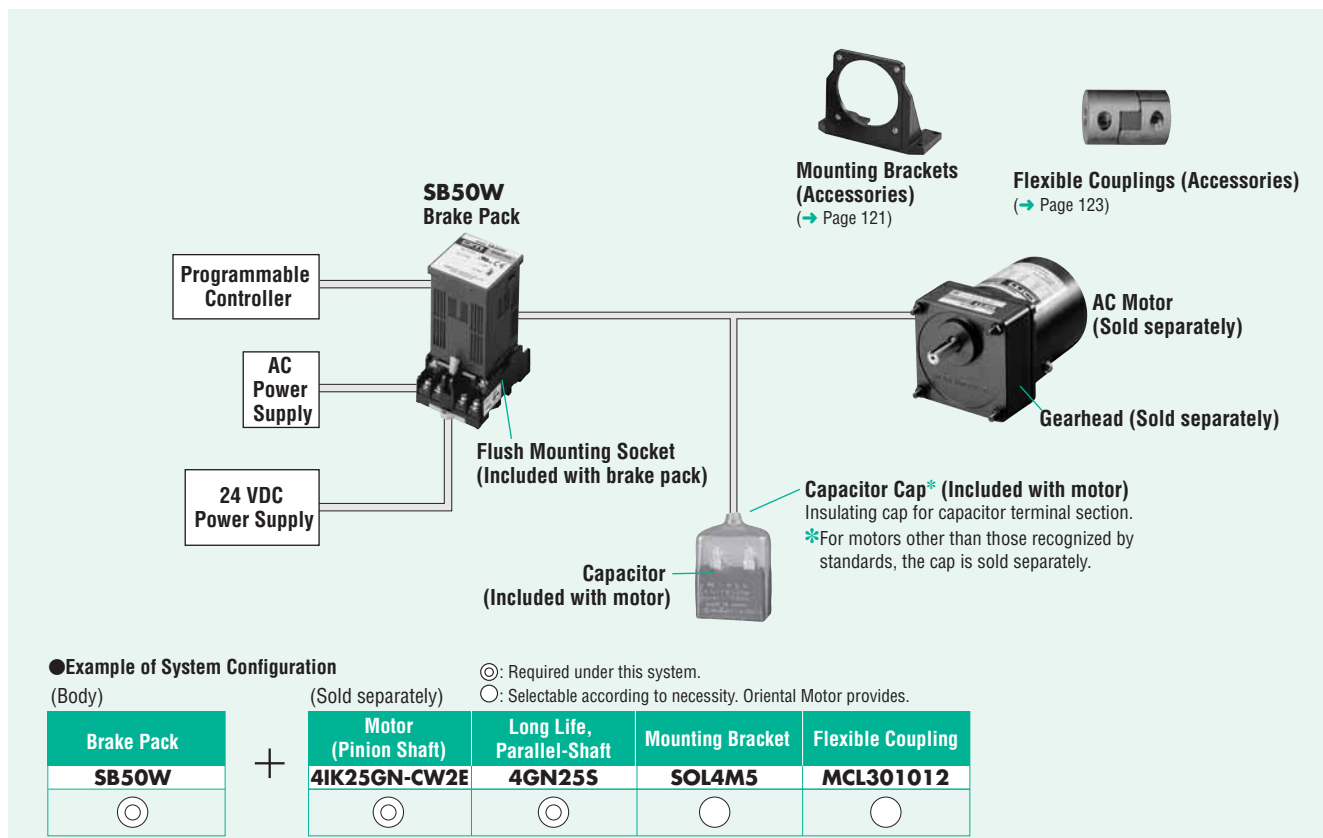 Mounting Brackets
(Accessories)
(➜ Page 121)
Flexible Couplings (Accessories)
(➜ Page 123)
SB50W
Brake Pack
Programmable
Controller
AC
Power
Supply
24 VDC
Power Supply
Flush Mounting Socket
(Included with brake pack)
AC Motor
(Sold separately)
Gearhead (Sold separately)
Capacitor Cap* (Included with motor)
Insulating cap for capacitor terminal section.
*For motors other than those recognized by
standards, the cap is sold separately.
Capacitor
(Included with motor)
●Example of System Configuration
◎: Required under this system.
○: Selectable according to necessity. Oriental Motor provides.
(Body)
(Sold separately)
Brake Pack
Motor
(Pinion Shaft)
Long Life,
Parallel-Shaft
Mounting Bracket
Flexible Coupling
SB50W
+
4IK25GN-CW2E
4GN25S
SOL4M5
MCL301012
◎ ◎ ◎ ○ ○